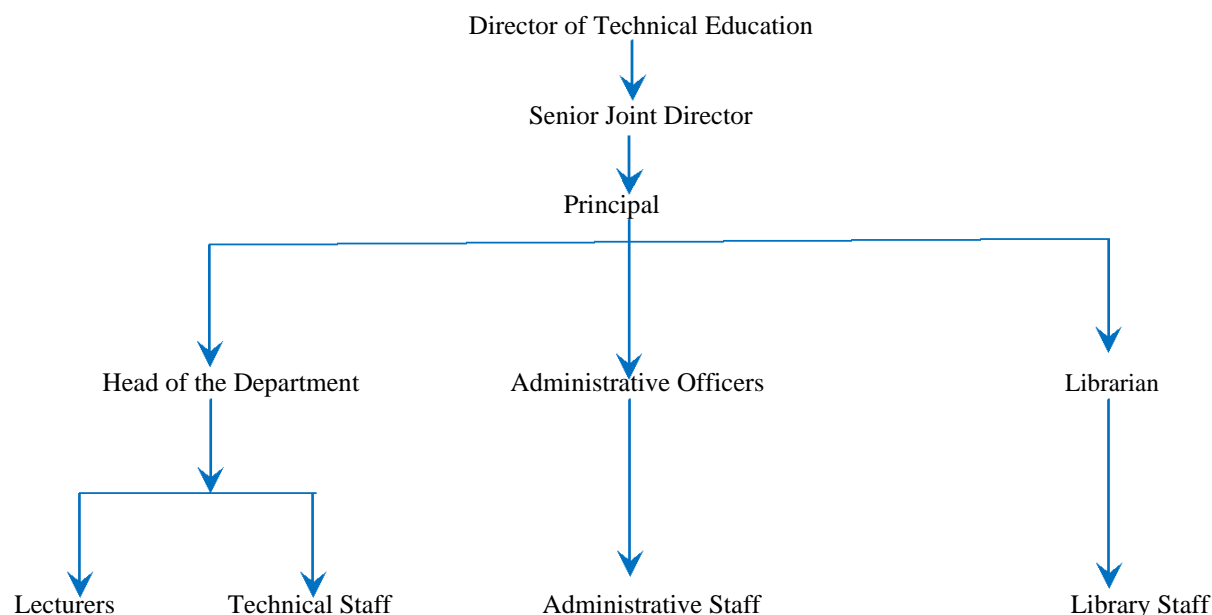 Director of Technical Education
Senior Joint Director
Principal
Head of the Department
Administrative Officers
Librarian
Lecturers
Technical Staff
Administrative Staff
Library Staff